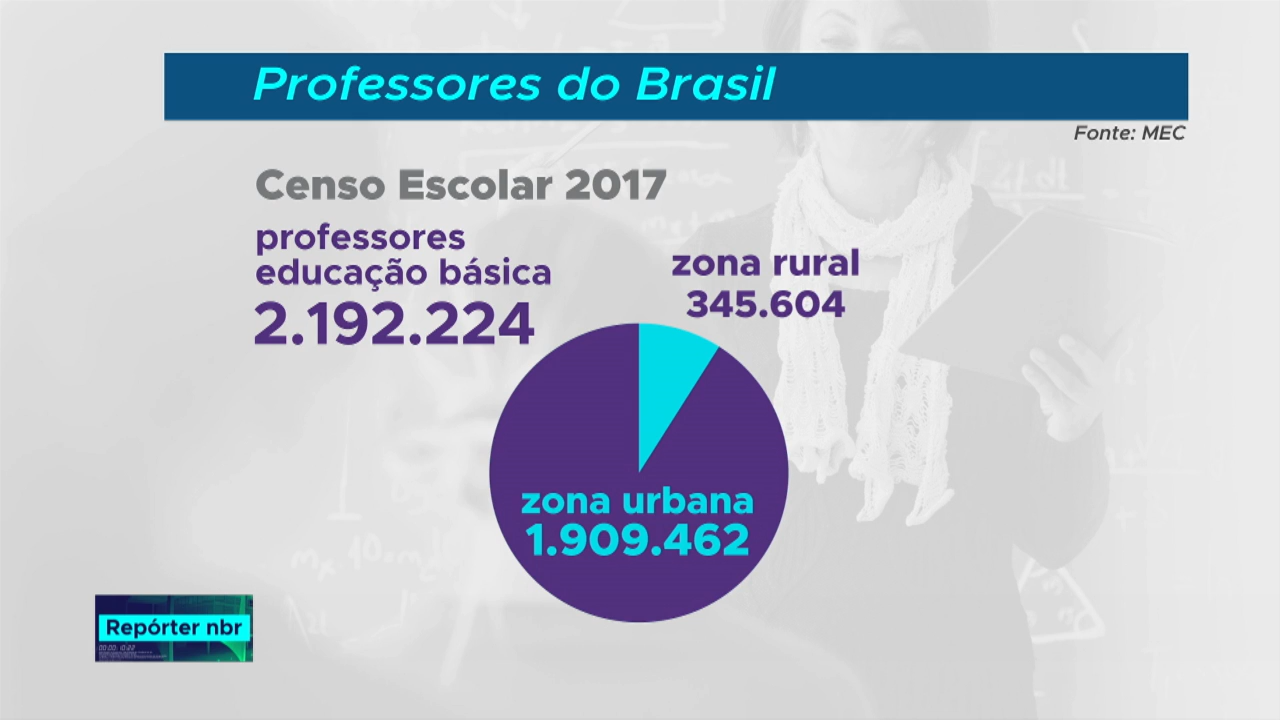 Professores do Brasil
Fonte: MEC
Censo Escolar 2017
professores
educação básica
2.192.224
zona rural
345.604
zona urbana
1.909.462
Repórter nbr